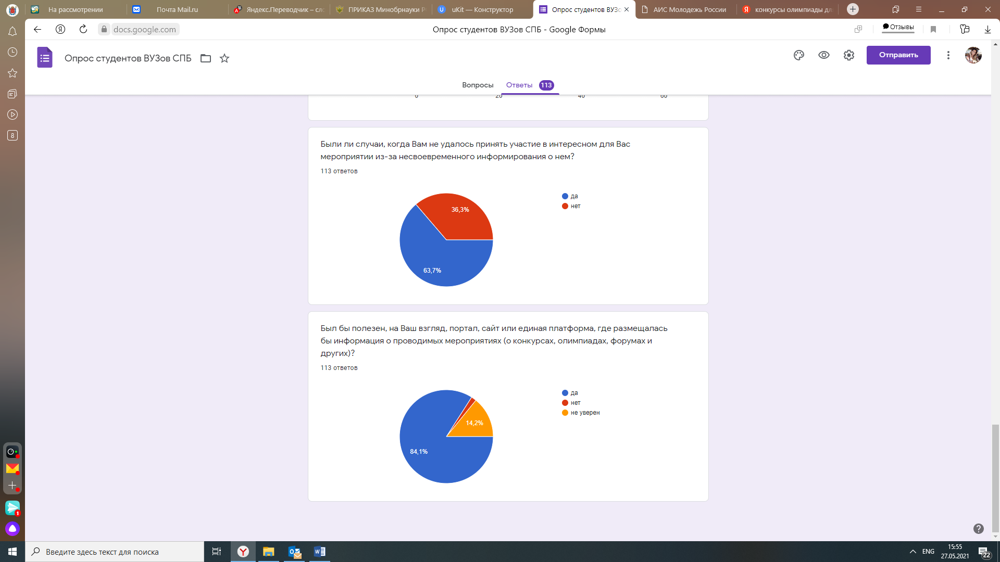 На рассмотрении
Почта Mail.ru
Яндекс.Переводчик – сло
ПРИКАЗ Минобрнауки Р
uKit — Конструктор
Опрос студентов ВУЗо
АИС Молодежь России
конкурсы олимпиады дл
docs.google.com
Опрос студентов ВУЗов СПБ - Google Формы
Отзывы
Опрос студентов ВУЗов СПБ
Отправить
Вопросы
Ответы 113
0 20 40 60
8
Были ли случаи, когда Вам не удалось принять участие в интересном для Вас
мероприятии из-за несвоевременного информирования о нем?
113 ответов
да
нет
36,3%
63,7%
Был бы полезен, на Ваш взгляд, портал, сайт или единая платформа, где размещалась
бы информация о проводимых мероприятиях (о конкурсах, олимпиадах, форумах и
других)?
113 ответов
да
нет
не уверен
14,2%
84,1%
1
Введите здесь текст для поиска
ENG
15:55
27.05.2021
22